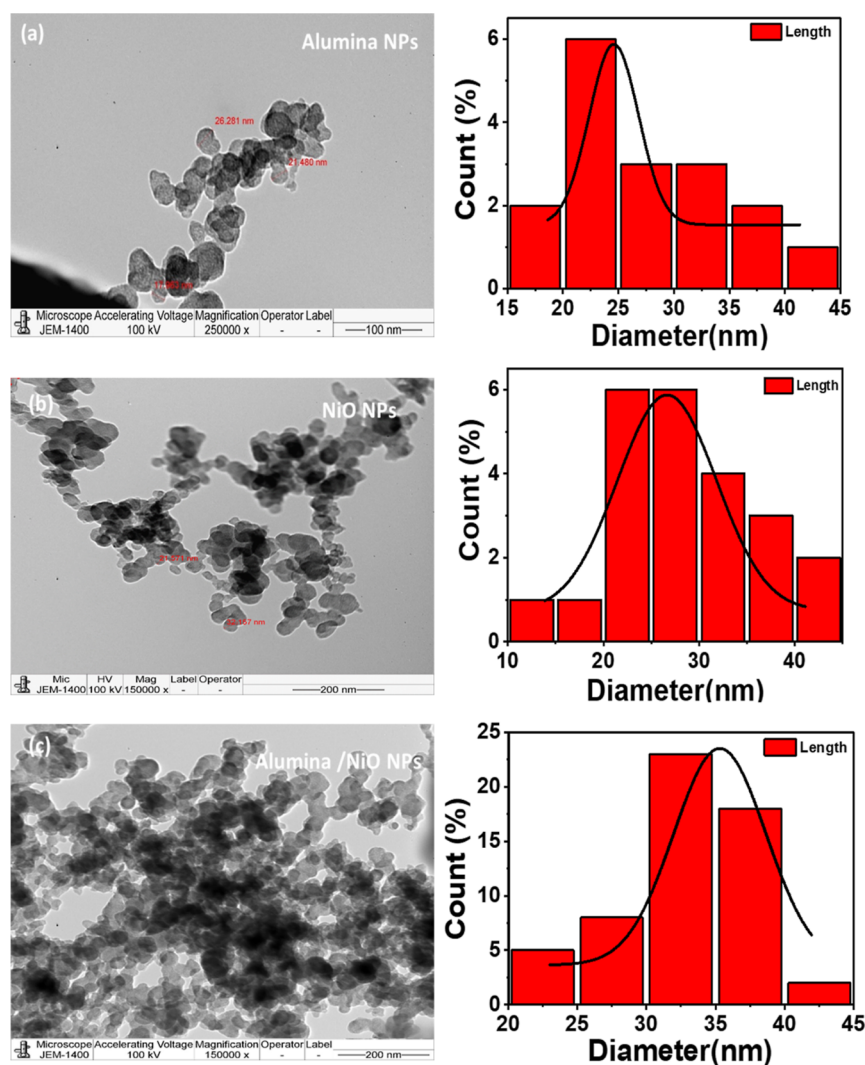 (a)
Alumina NPs
26.281 nm
21.480 nm
Microscope Accelerating Voltage Magnification Operator Label
JEM-1400 100 kV 250000 x - - 100 nm
Length
Count (%)
6
4
2
0
15 20 25 30 35 40 45
Diameter(nm)
(b)
NiO NPs
nm
nm
Mic HV Mag Label Operator
JEM-1400 100 kV 150000 x - - 200 nm
Length
Count (%)
6
4
2
0
10 20 30 40
Diameter(nm)
(c)
Alumina /NiO NPs
Microscope Accelerating Voltage Magnification Operator Label
JEM-1400 100 kV 150000 x - - 200 nm
Length
Count (%)
25
20
15
10
5
0
20 25 30 35 40 45
Diameter(nm)